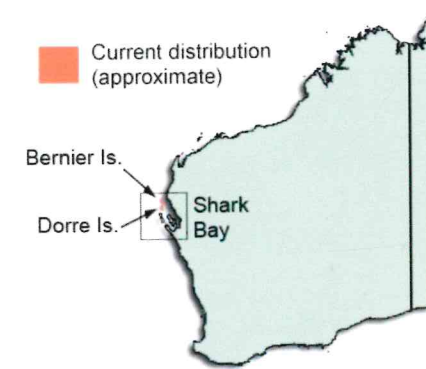 Current distribution
(approximate)
Bernier Is.
Dorre Is.
Shark
Bay